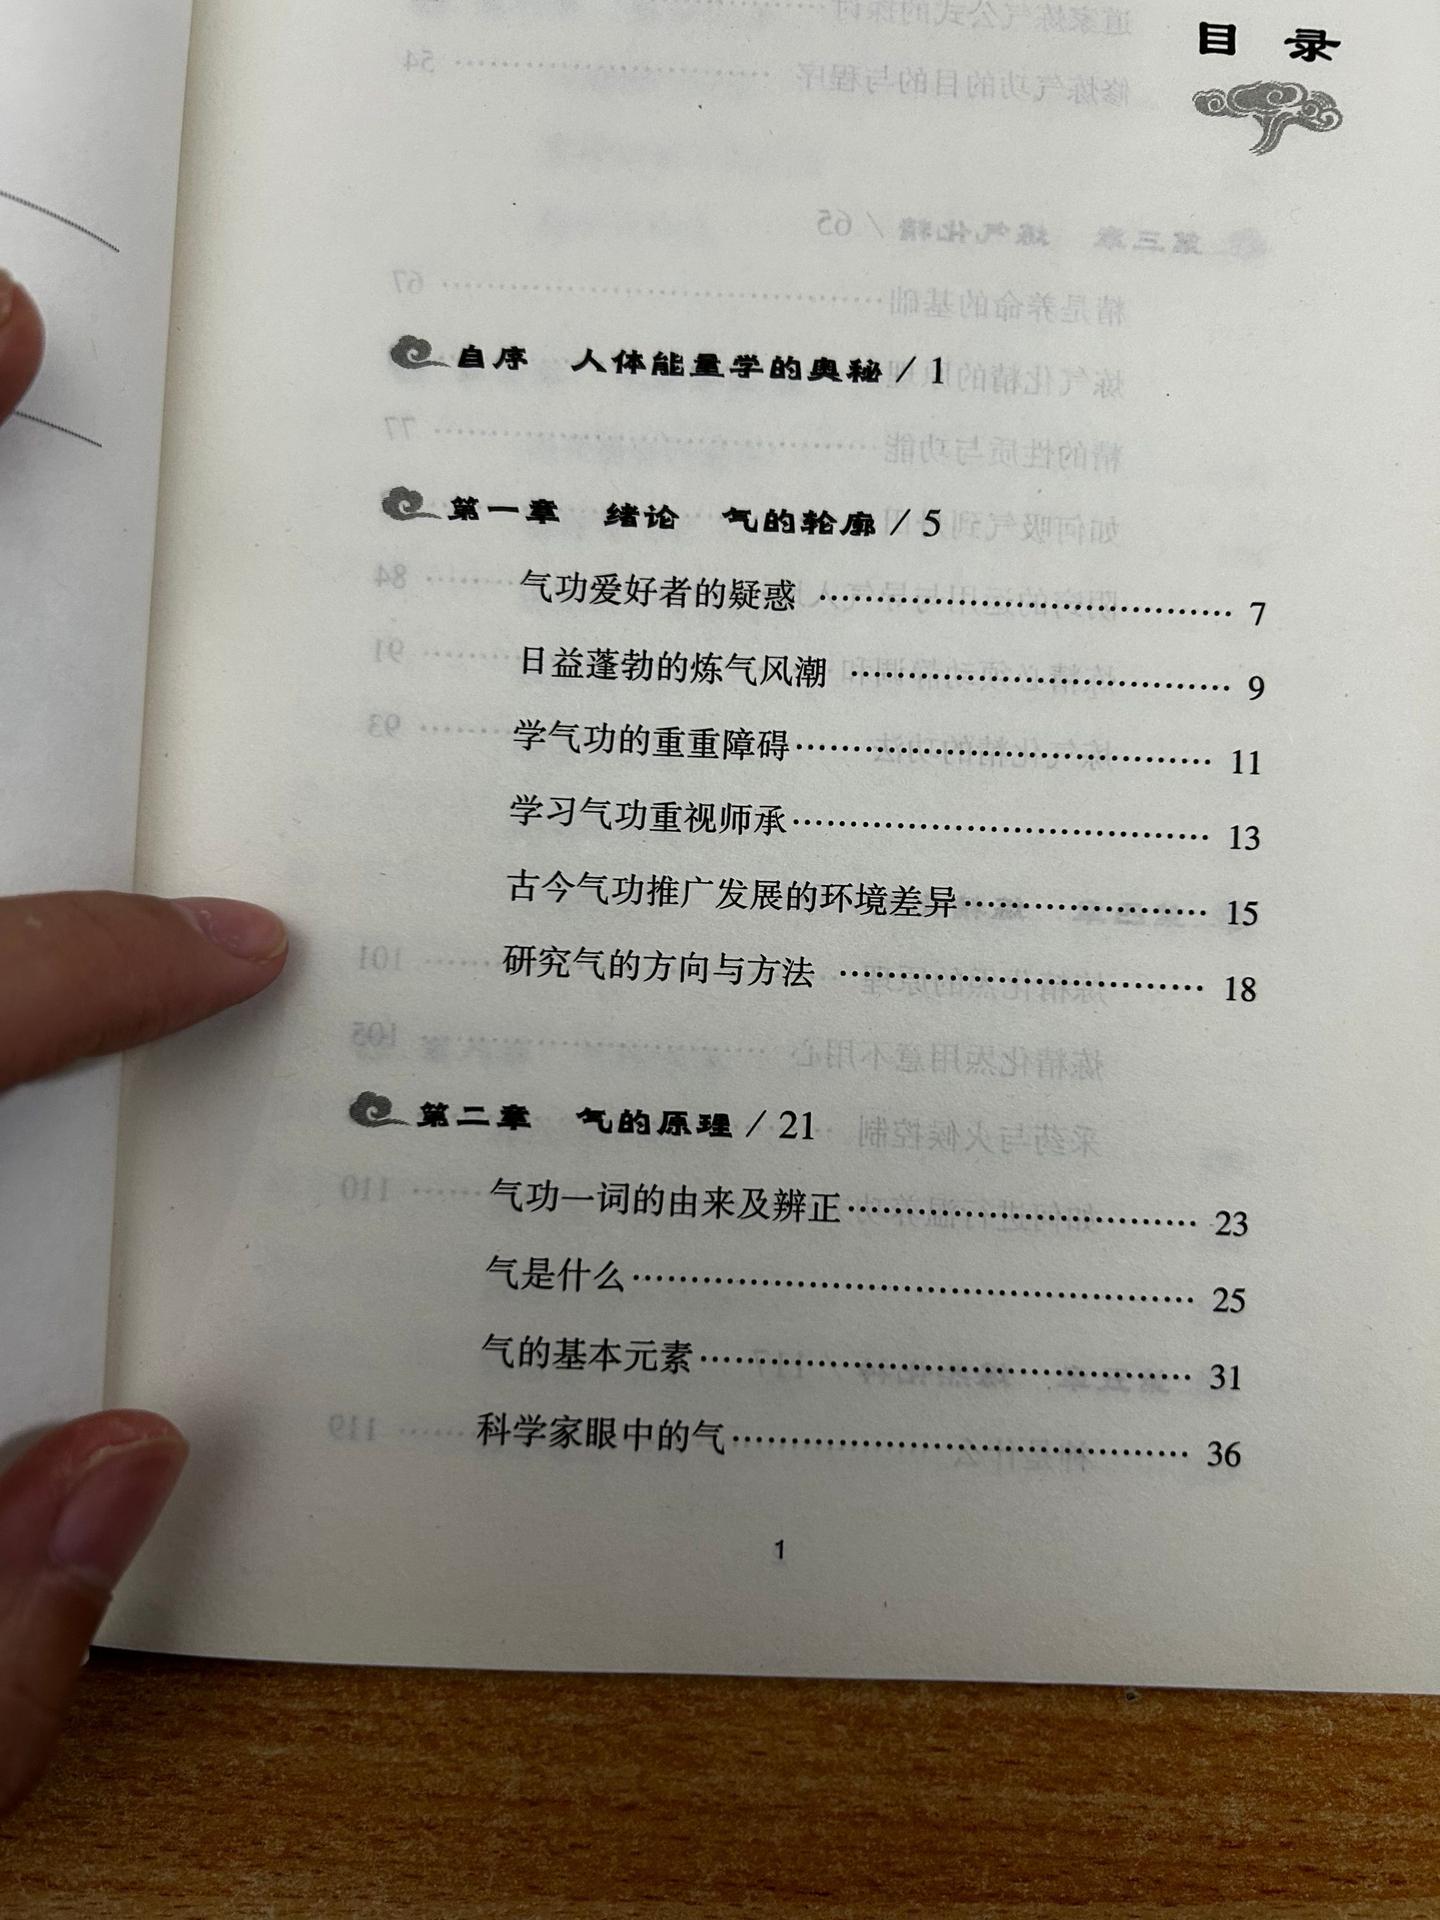 目 录
自序 人体能量学的奥秘 / 1
第一章 绪论 气的轮廓 / 5
气功爱好者的疑惑 …………………………………… 7
日益蓬勃的炼气风潮 ………………………………… 9
学气功的重重障碍…………………………………… 11
学习气功重视师承…………………………………… 13
古今气功推广发展的环境差异……………………… 15
研究气的方向与方法 ………………………………… 18
第二章 气的原理 / 21
气功一词的由来及辨正……………………………… 23
气是什么……………………………………………… 25
气的基本元素………………………………………… 31
科学家眼中的气……………………………………… 36
1